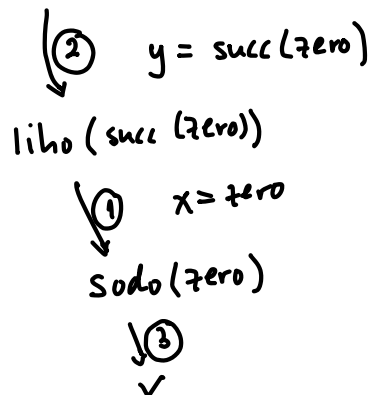 ② y = succ(zero)
liho(succ (zero))
① x = zero
sodo(zero)
③
✓